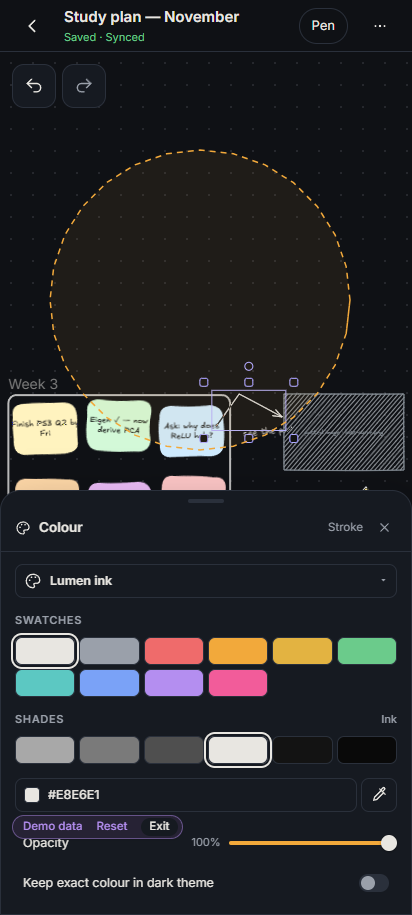 Study plan — November
Saved · Synced
Pen
Week 3
Finish PS3 Q2 by
Fri
Eigen √ — now
derive PCA
Ask: why does
ReLU help?
Colour
Stroke
Lumen ink
SWATCHES
SHADES
Ink
#E8E6E1
Demo data
Reset
Exit
Opacity
100%
Keep exact colour in dark theme